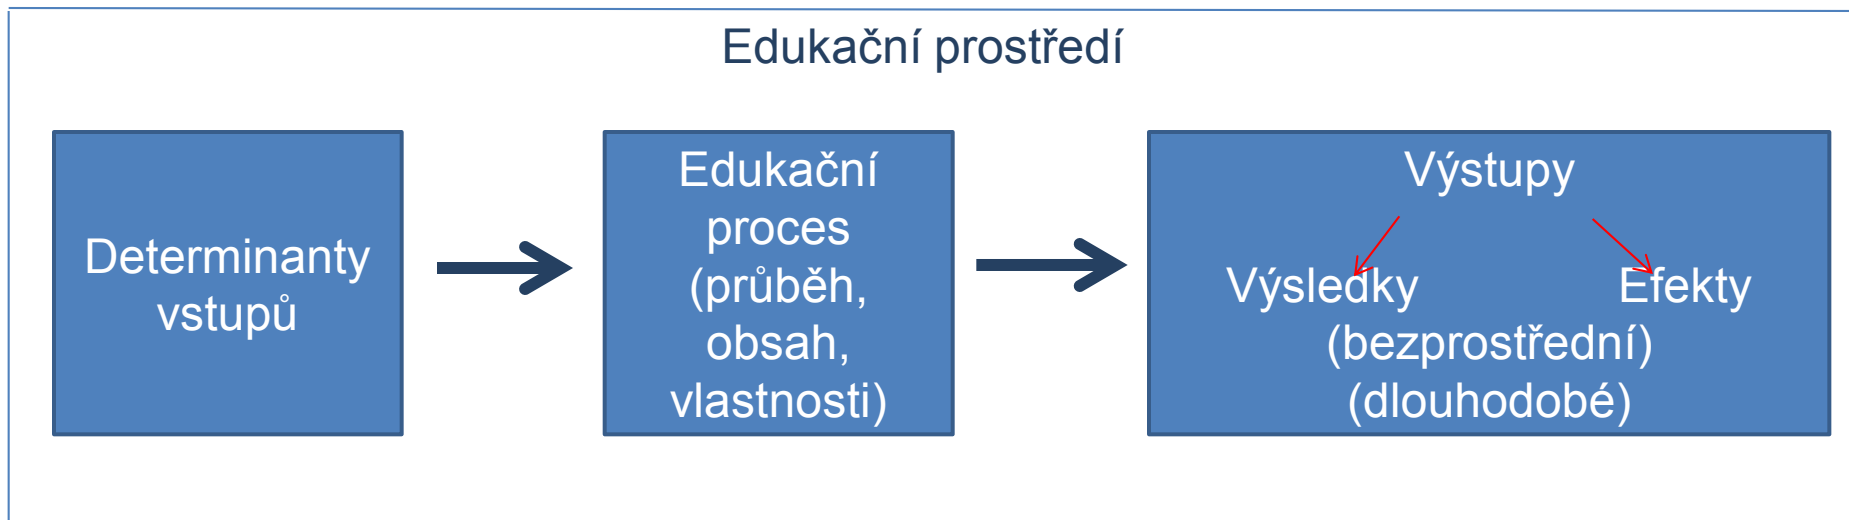 Edukační prostředí
Determinanty
vstupů
Edukační
proces
(průběh,
obsah,
vlastnosti)
Výstupy
Výsledky Efekty
(bezprostřední)
(dlouhodobé)